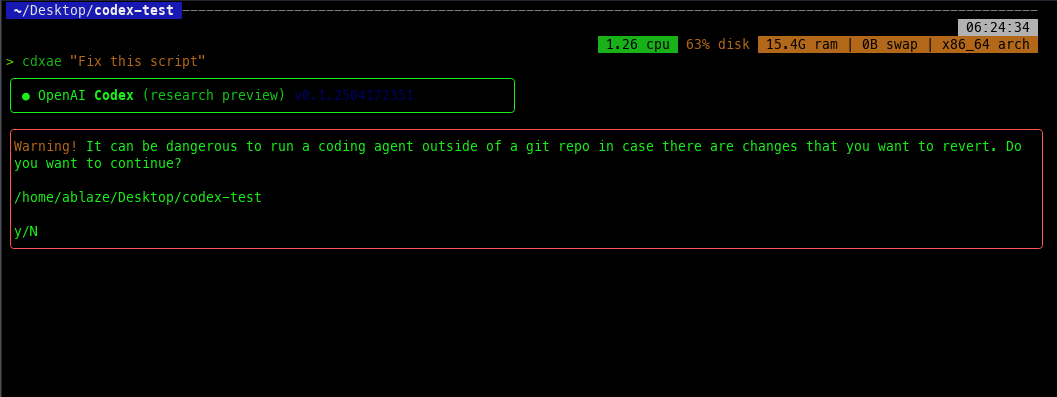 ~/Desktop/codex-test
06:24:34
1.26 cpu 63% disk 15.4G ram | 0B swap | x86_64 arch
> cdxae "Fix this script"
● OpenAI Codex (research preview) v0.1.2504172351
Warning! It can be dangerous to run a coding agent outside of a git repo in case there are changes that you want to revert. Do
you want to continue?
/home/ablaze/Desktop/codex-test
y/N